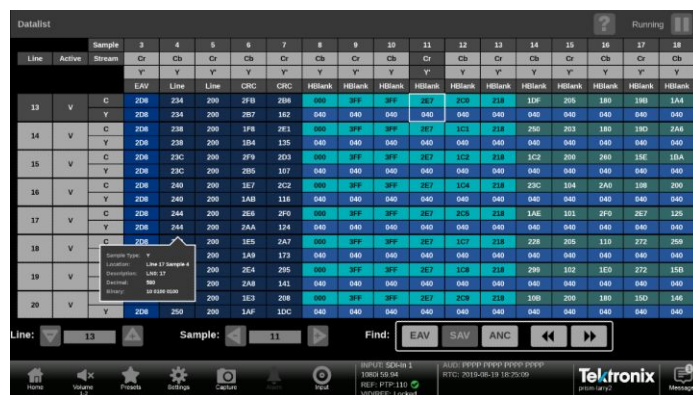 Datalist ? Running
Sample 3 4 5 6 7 8 9 10 11 12 13 14 15 16 17 18
Line Active Stream Cr Cb Cr Cb Cr Cb Cr Cb Cr Cb Cr Cb Cr Cb Cr Cb
Y' Y Y' Y Y' Y Y' Y Y' Y Y' Y Y' Y Y' Y
EAV Line Line CRC CRC HBlank HBlank HBlank HBlank HBlank HBlank HBlank HBlank HBlank HBlank HBlank
13 V C 2D8 234 200 2FB 2B6 000 3FF 3FF 2E7 2C0 218 1DF 205 180 19B 1A4
Y 2D8 234 200 2B7 162 040 040 040 040 040 040 040 040 040 040 040
14 V C 2D8 238 200 1F8 2E1 000 3FF 3FF 2E7 1C1 218 250 203 180 19D 2A6
Y 2D8 238 200 1B4 135 040 040 040 040 040 040 040 040 040 040 040
15 V C 2D8 23C 200 2F9 2D3 000 3FF 3FF 2E7 1C2 218 1C2 200 260 15E 1BA
Y 2D8 23C 200 2B5 107 040 040 040 040 040 040 040 040 040 040 040
16 V C 2D8 240 200 1E7 2C2 000 3FF 3FF 2E7 1C4 218 23C 104 2A0 108 200
Y 2D8 240 200 1AB 116 040 040 040 040 040 040 040 040 040 040 040
17 V C 2D8 244 200 2E6 2F0 000 3FF 3FF 2E7 2C5 218 1AE 101 2F0 2E7 125
Y 2D8 244 200 2AA 124 040 040 040 040 040 040 040 040 040 040 040
18 V C 2D8 200 1E5 2A7 000 3FF 3FF 2E7 1C7 218 228 205 110 272 259
200 1A9 173 040 040 040 040 040 040 040 040 040 040 040
19 V 200 2E4 295 000 3FF 3FF 2E7 1C8 218 299 102 1E0 272 15B
200 2A8 141 040 040 040 040 040 040 040 040 040 040 040
20 V 200 1E3 208 000 3FF 3FF 2E7 2C9 218 10B 200 180 15D 146
Y 2D8 250 200 1AF 1DC 040 040 040 040 040 040 040 040 040 040 040
Sample Type: Y
Location: Line 17 Sample 4
Description: LN0: 17
Decimal: 580
Binary: 10 0100 0100
Line: 13 Sample: 11 Find: EAV SAV ANC
Home Volume 1-2 Presets Settings Capture Alarm Input
INPUT: SDI-In 1
1080i 59.94
REF: PTP:110
VID/REF: Locked
AUD: PPPP PPPP PPPP PPPP
RTC: 2019-08-19 16:25:09
Tektronix
prism-larry2
Message